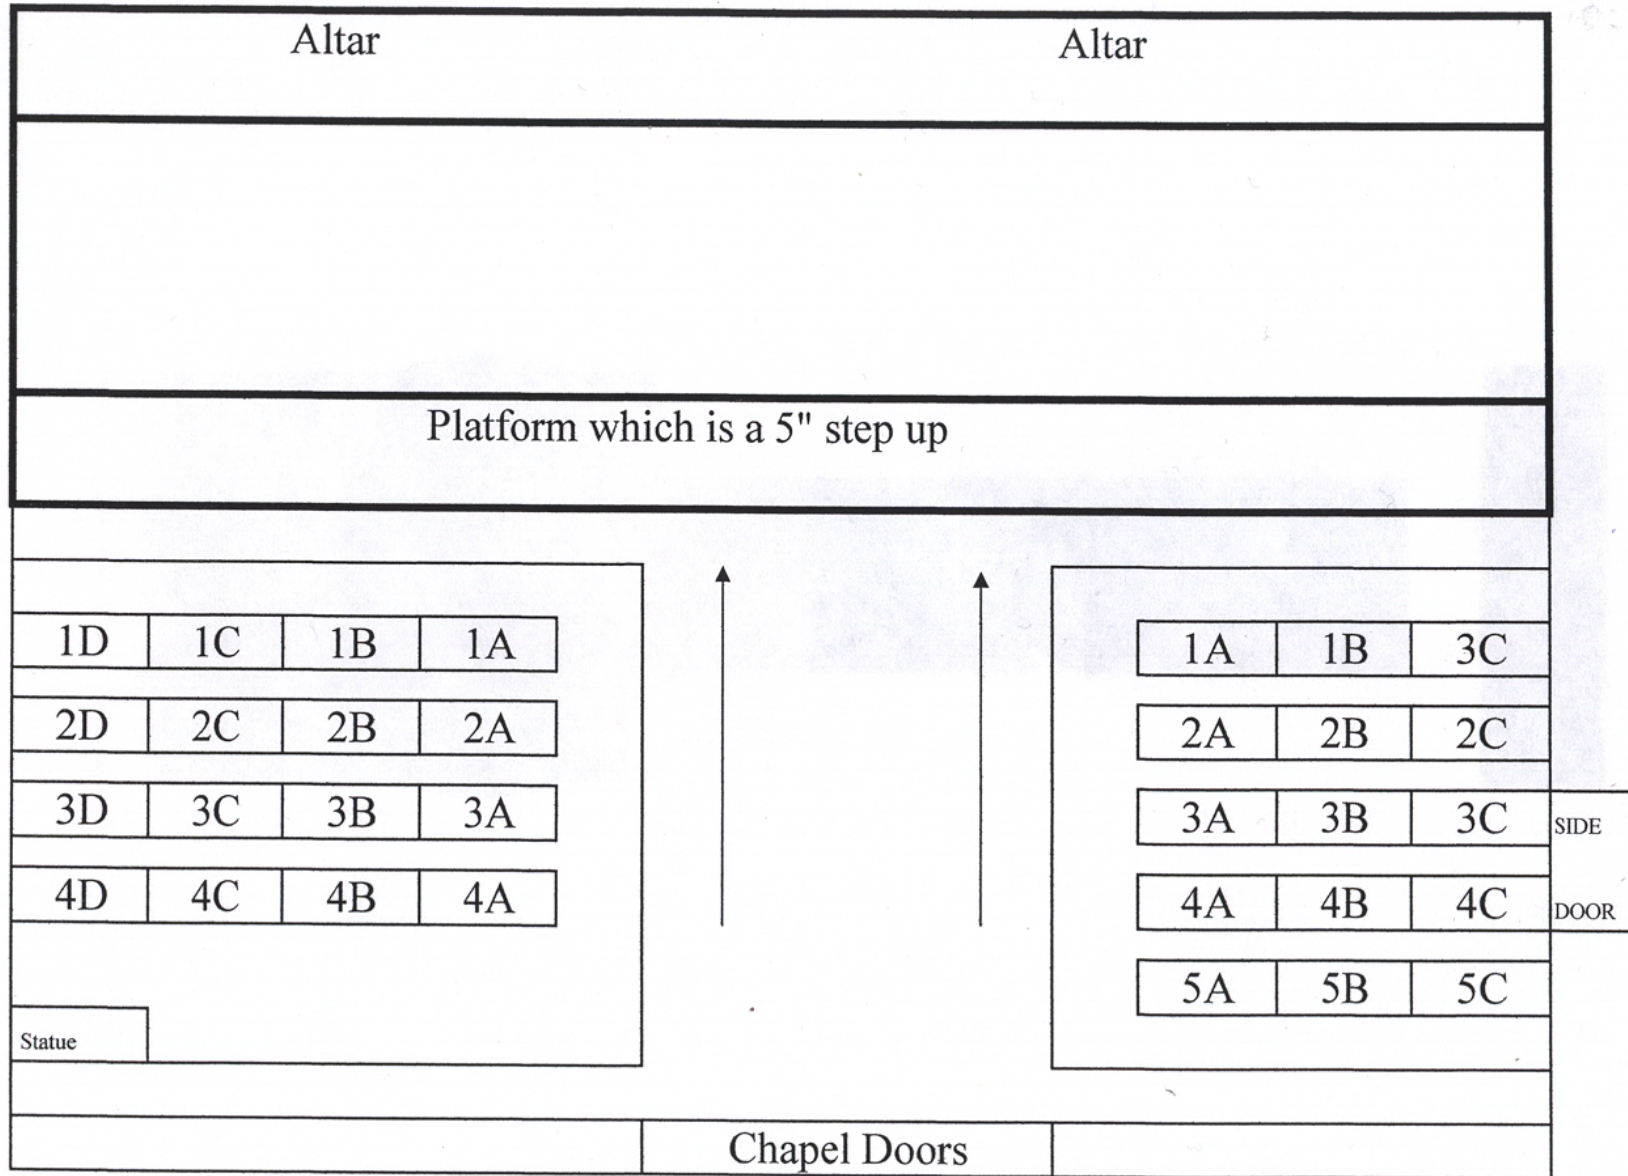 Altar Altar
Platform which is a 5" step up
1D 1C 1B 1A 1A 1B 3C
2D 2C 2B 2A 2A 2B 2C
3D 3C 3B 3A 3A 3B 3C SIDE
4D 4C 4B 4A 4A 4B 4C DOOR
5A 5B 5C
Statue
Chapel Doors